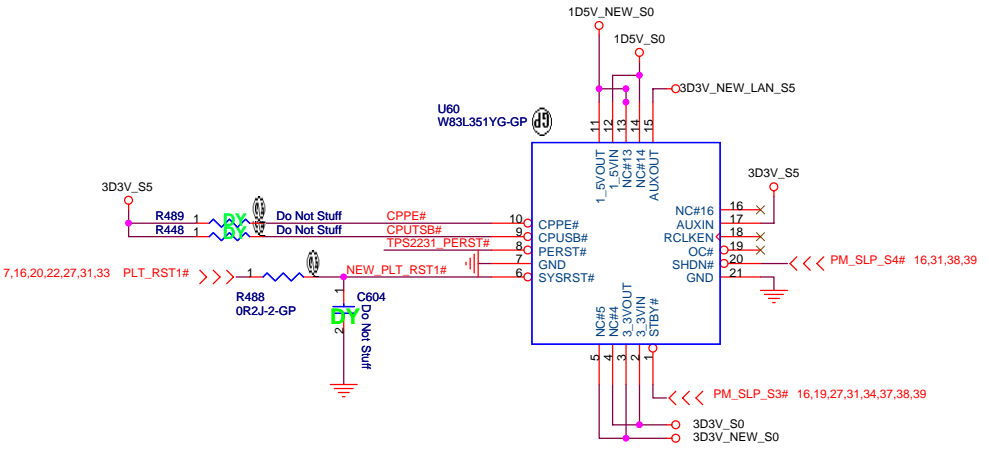 1D5V_NEW_S0
1D5V_S0
3D3V_NEW_LAN_S5
U60
W83L351YG-GP
GP
11
12
13
14
15
1_5VOUT
1_5VIN
NC#13
NC#14
AUXOUT
3D3V_S5
3D3V_S5
R489 1 DY Do Not Stuff CPPE# 10 CPPE#
R448 1 DY Do Not Stuff CPUTSB# 9 CPUSB#
TPS2231_PERST# 8 PERST#
7 GND
7,16,20,22,27,31,33 PLT_RST1# 1 NEW_PLT_RST1# 6 SYSRST#
R488
0R2J-2-GP
1 C604
DY Do Not Stuff
2
NC#16 16
AUXIN 17
RCLKEN 18
OC# 19
SHDN# 20 PM_SLP_S4# 16,31,38,39
GND 21
NC#5
NC#4
3_3VOUT
3_3VIN
STBY#
5
4
3
2
1
PM_SLP_S3# 16,19,27,31,34,37,38,39
3D3V_S0
3D3V_NEW_S0